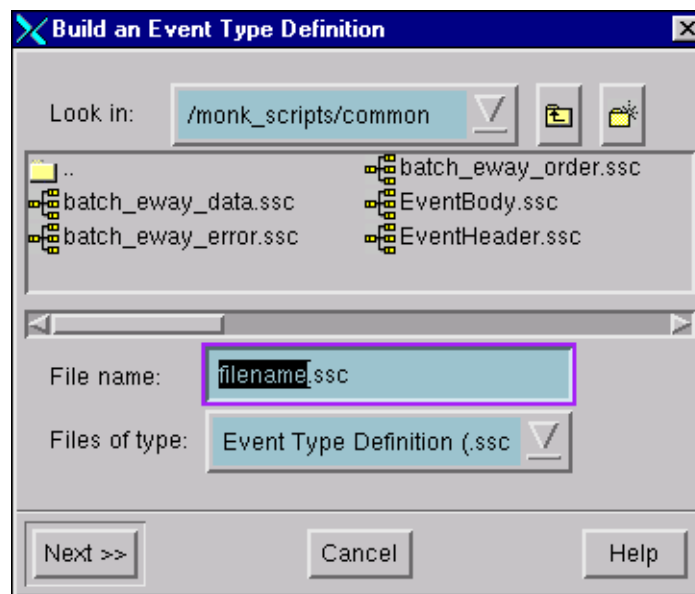 Build an Event Type Definition
Look in: /monk_scripts/common
..
batch_eway_order.ssc
batch_eway_data.ssc
EventBody.ssc
batch_eway_error.ssc
EventHeader.ssc
File name: filename.ssc
Files of type: Event Type Definition (.ssc
Next >> Cancel Help